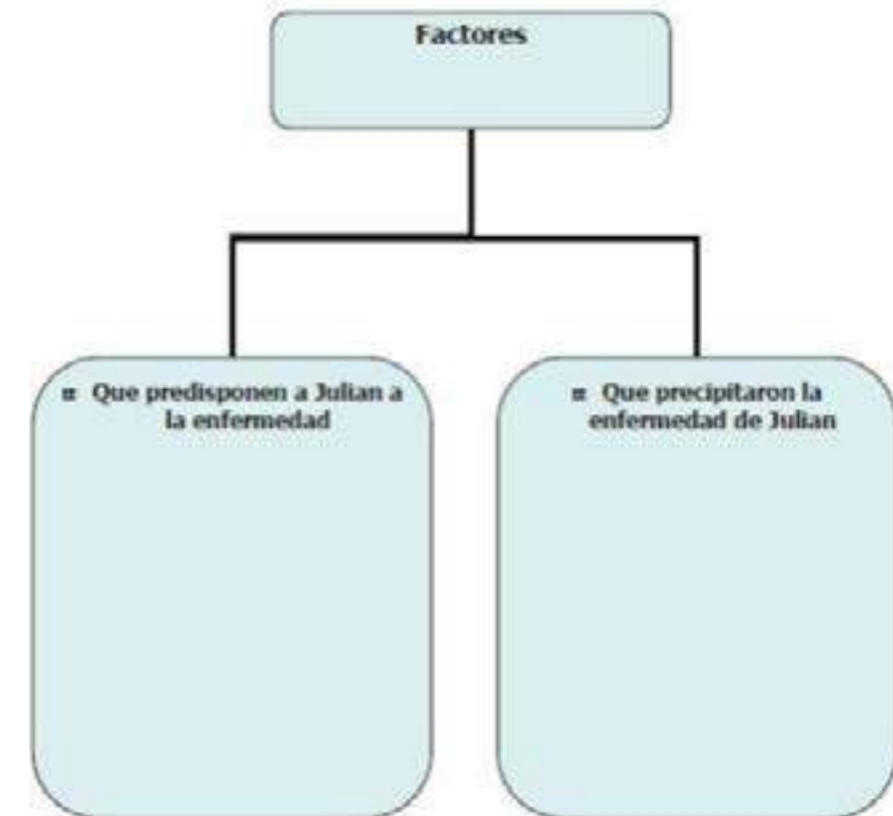 Factores
▪ Que predisponen a Julian a
la enfermedad
▪ Que precipitaron la
enfermedad de Julian